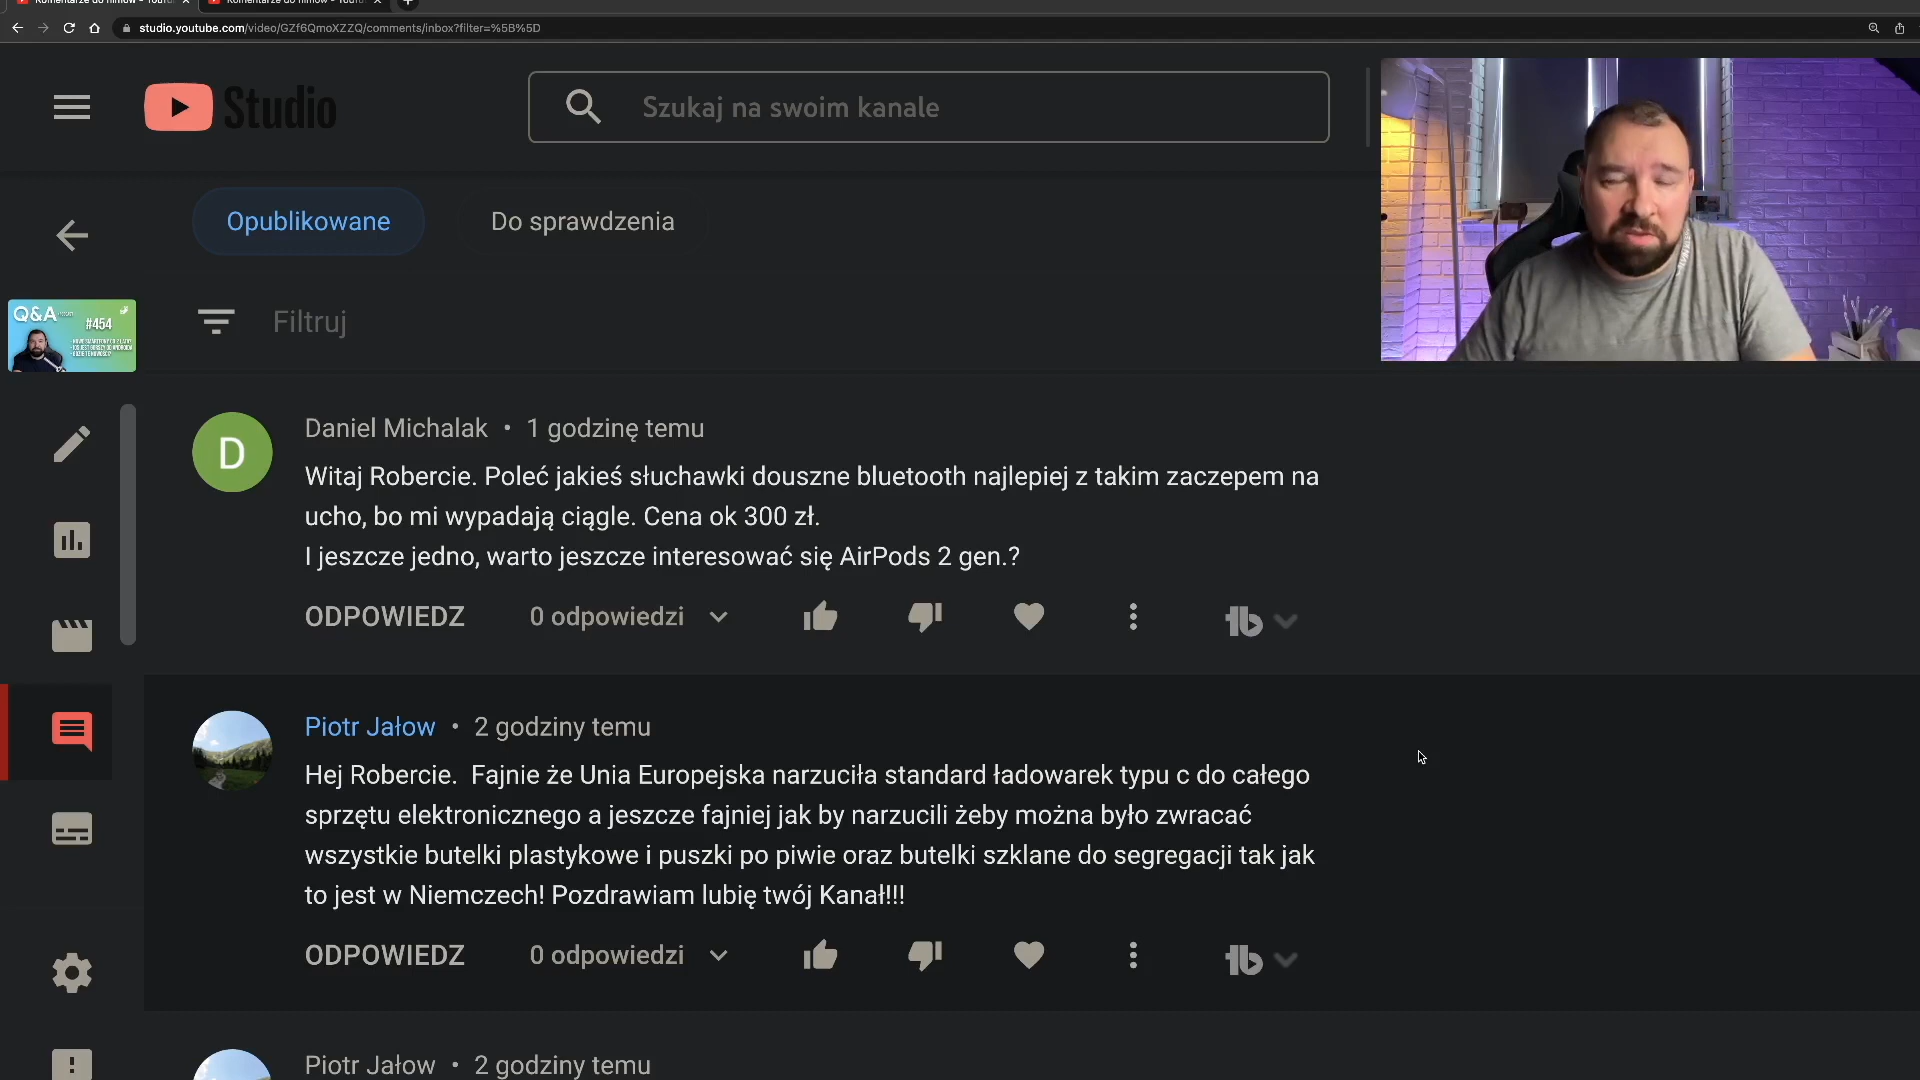 studio.youtube.com/video/GZf6QmoXZZQ/comments/inbox?filter=%5B%5D
Studio
Szukaj na swoim kanale
Opublikowane
Do sprawdzenia
Q&A
#454
Filtruj
D
Daniel Michalak • 1 godzinę temu
Witaj Robercie. Poleć jakieś słuchawki douszne bluetooth najlepiej z takim zaczepem na
ucho, bo mi wypadają ciągle. Cena ok 300 zł.
I jeszcze jedno, warto jeszcze interesować się AirPods 2 gen.?
ODPOWIEDZ 0 odpowiedzi
Piotr Jałow • 2 godziny temu
Hej Robercie. Fajnie że Unia Europejska narzuciła standard ładowarek typu c do całego
sprzętu elektronicznego a jeszcze fajniej jak by narzucili żeby można było zwracać
wszystkie butelki plastykowe i puszki po piwie oraz butelki szklane do segregacji tak jak
to jest w Niemczech! Pozdrawiam lubię twój Kanał!!!
ODPOWIEDZ 0 odpowiedzi
Piotr Jałow • 2 godziny temu